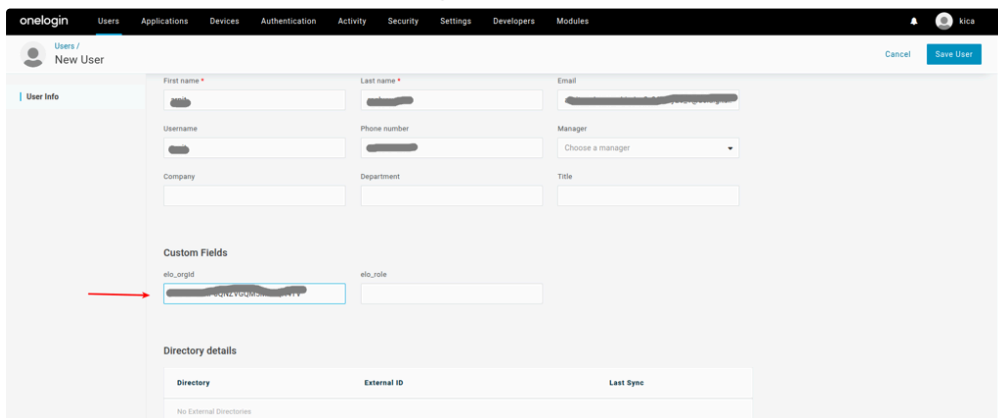 onelogin Users Applications Devices Authentication Activity Security Settings Developers Modules kica
Users /
New User
Cancel Save User
User Info
First name * Last name * Email
Username Phone number Manager
Choose a manager
Company Department Title
Custom Fields
elo_orgId elo_role
Directory details
Directory External ID Last Sync
No External Directories